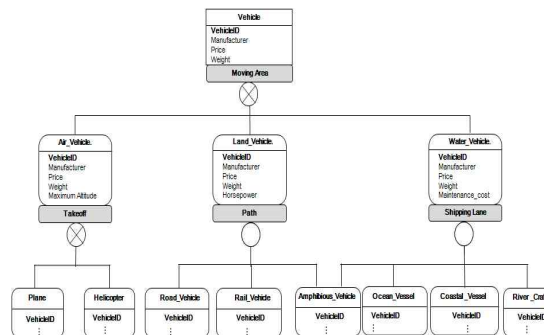 Vehicle
VehicleID
Manufacturer
Price
Weight
Moving Area
Air_Vehicle.
VehicleID
Manufacturer
Price
Weight
Maximum Altitude
Takeoff
Land_Vehicle.
VehicleID
Manufacturer
Price
Weight
Horsepower
Path
Water_Vehicle.
VehicleID
Manufacturer
Price
Weight
Maintenance_cost
Shipping Lane
Plane
VehicleID
⋮
Helicopter
VehicleID
⋮
Road_Vehicle
VehicleID
⋮
Rail_Vehicle
VehicleID
⋮
Amphibious_Vehicle
VehicleID
⋮
Ocean_Vessel
VehicleID
⋮
Coastal_Vessel
VehicleID
⋮
River_Craft
VehicleID
⋮